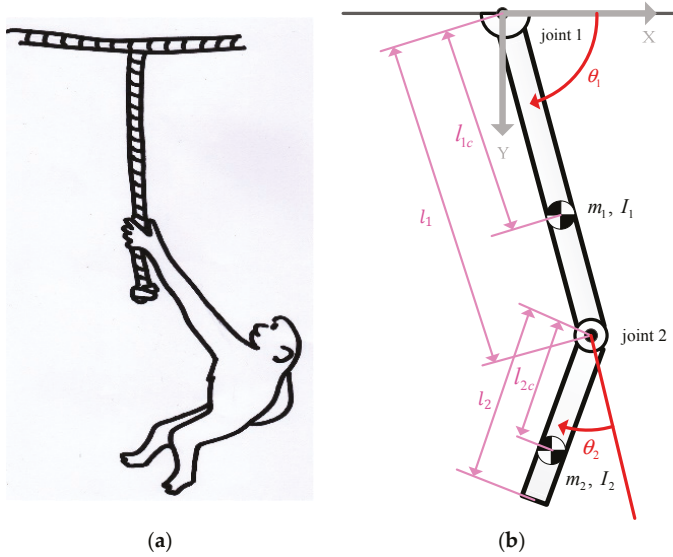 joint 1
X
θ₁
Y
l₁c
l₁
m₁, I₁
joint 2
l₂c
l₂
θ₂
m₂, I₂
(a)
(b)